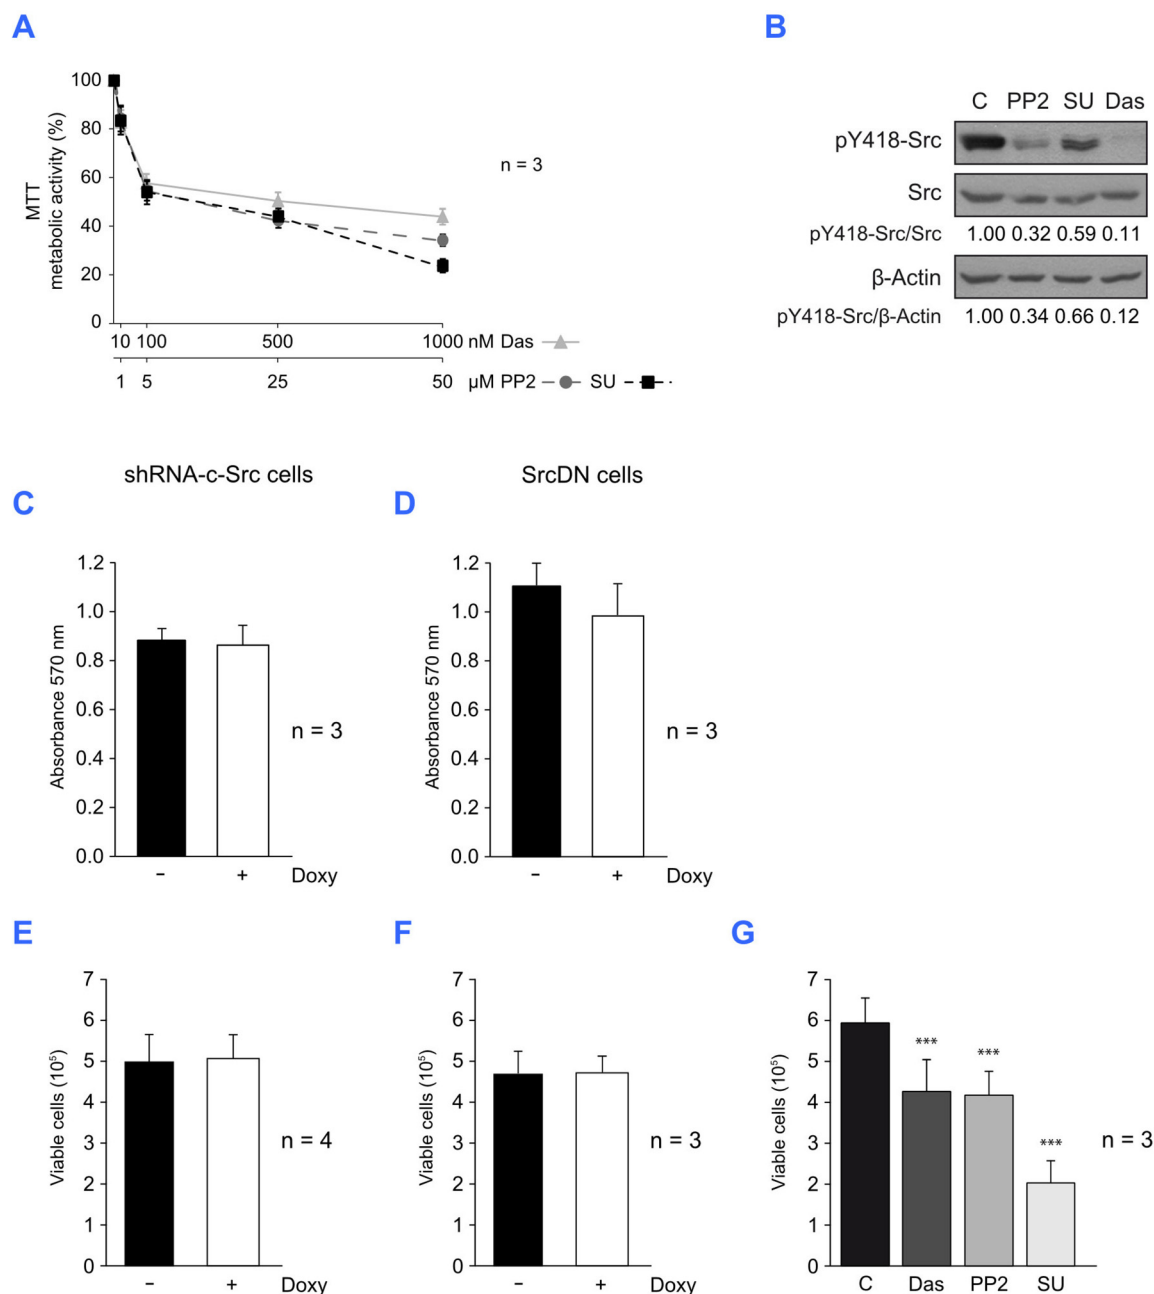 A
MTT
metabolic activity (%)
100
80
60
40
20
0
n = 3
10 100 500 1000 nM Das
1 5 25 50 µM PP2 SU
B
C PP2 SU Das
pY418-Src
Src
pY418-Src/Src 1.00 0.32 0.59 0.11
β-Actin
pY418-Src/β-Actin 1.00 0.34 0.66 0.12
shRNA-c-Src cells
C
Absorbance 570 nm
1.2
1.0
0.8
0.6
0.4
0.2
0.0
n = 3
− + Doxy
SrcDN cells
D
Absorbance 570 nm
1.2
1.0
0.8
0.6
0.4
0.2
0.0
n = 3
− + Doxy
E
Viable cells (10⁵)
7
6
5
4
3
2
1
0
n = 4
− + Doxy
F
Viable cells (10⁵)
7
6
5
4
3
2
1
0
n = 3
− + Doxy
G
Viable cells (10⁵)
7
6
5
4
3
2
1
0
*** *** ***
n = 3
C Das PP2 SU